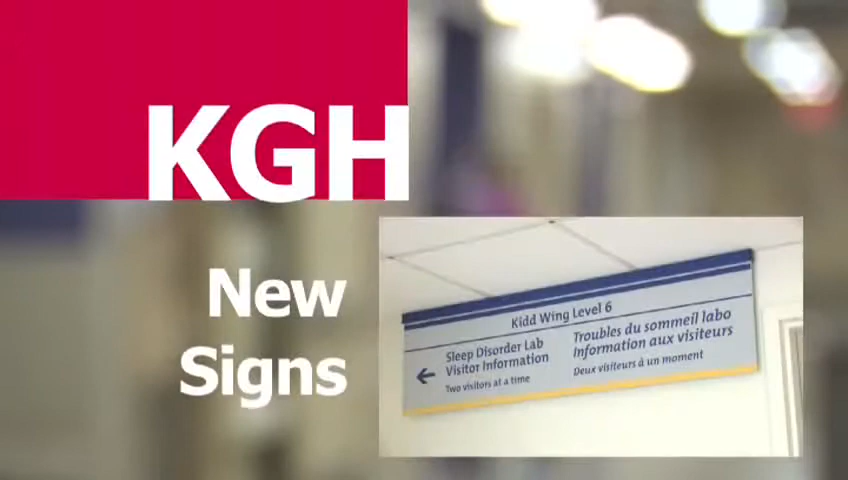 KGH
New
Signs
Kidd Wing Level 6
Sleep Disorder Lab
Visitor Information
Two visitors at a time
Troubles du sommeil labo
Information aux visiteurs
Deux visiteurs à un moment